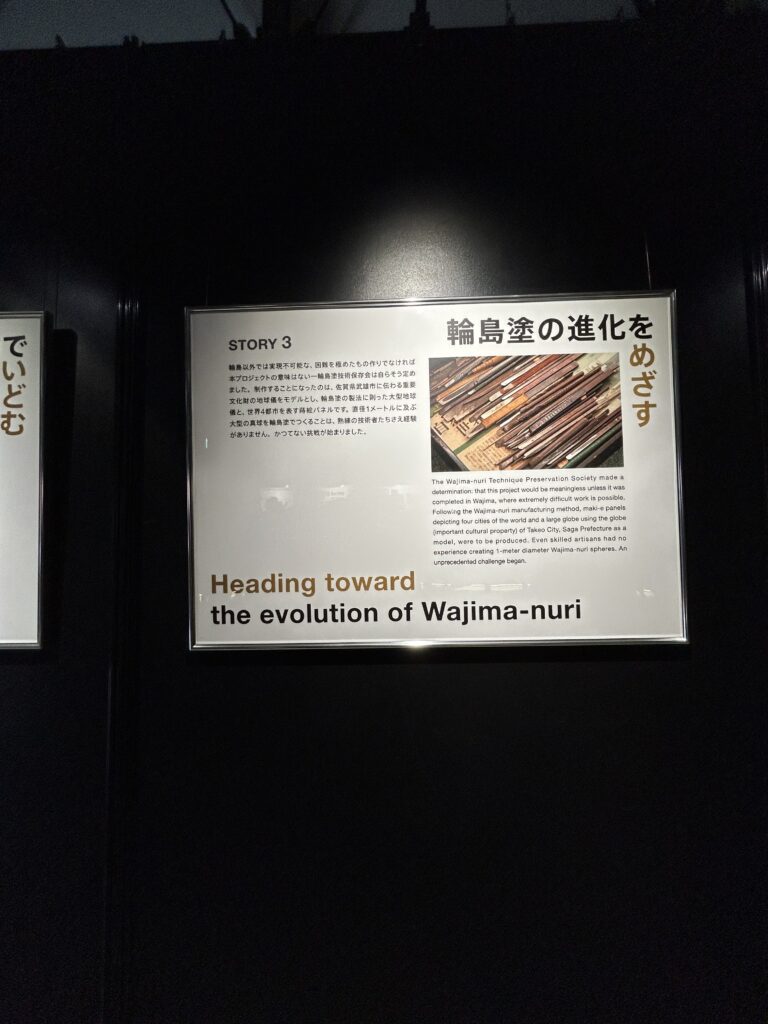 でいどむ
STORY 3
輪島塗の進化を
めざす
輪島以外では実現不可能な、困難を極めたもの作りでなければ
本プロジェクトの意味はない―輪島塗技術保存会は自らそう定め
ました。制作することになったのは、佐賀県武雄市に伝わる重要
文化財の地球儀をモデルとし、輪島塗の製法に則った大型地球
儀と、世界4都市を表す蒔絵パネルです。直径1メートルに及ぶ
大型の真球を輪島塗でつくることは、熟練の技術者たちさえ経験
がありません。かつてない挑戦が始まりました。
The Wajima-nuri Technique Preservation Society made a
determination: that this project would be meaningless unless it was
completed in Wajima, where extremely difficult work is possible.
Following the Wajima-nuri manufacturing method, maki-e panels
depicting four cities of the world and a large globe using the globe
(important cultural property) of Takeo City, Saga Prefecture as a
model, were to be produced. Even skilled artisans had no
experience creating 1-meter diameter Wajima-nuri spheres. An
unprecedented challenge began.
Heading toward
the evolution of Wajima-nuri